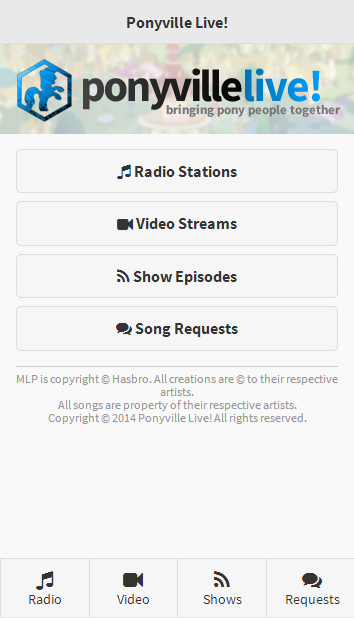 Ponyville Live!
ponyvillelive!
bringing pony people together
Radio Stations
Video Streams
Show Episodes
Song Requests
MLP is copyright © Hasbro. All creations are © to their respective
artists.
All songs are property of their respective artists.
Copyright © 2014 Ponyville Live! All rights reserved.
Radio
Video
Shows
Requests